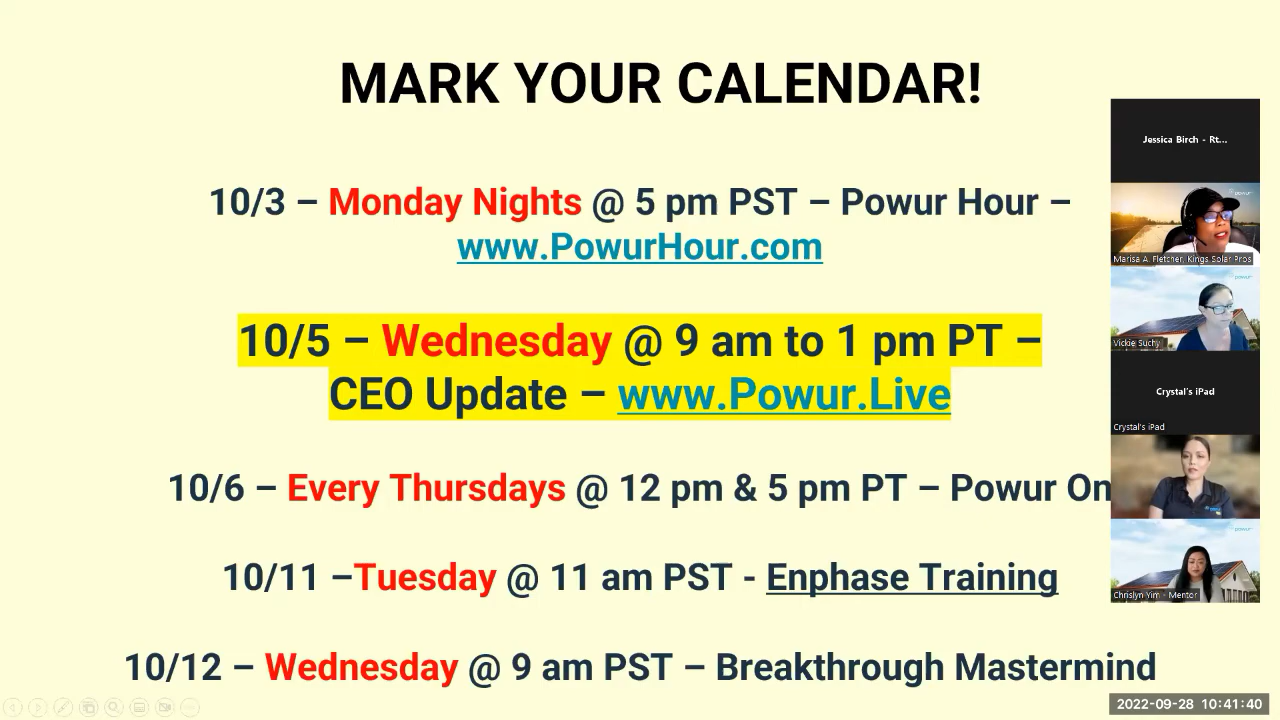 MARK YOUR CALENDAR!
10/3 – Monday Nights @ 5 pm PST – Powur Hour –
www.PowurHour.com
10/5 – Wednesday @ 9 am to 1 pm PT –
CEO Update – www.Powur.Live
10/6 – Every Thursdays @ 12 pm & 5 pm PT – Powur On
10/11 –Tuesday @ 11 am PST - Enphase Training
10/12 – Wednesday @ 9 am PST – Breakthrough Mastermind
Jessica Birch - Rt...
powur
Marisa A. Fletcher, Kings Solar Pros
powur
Vickie Suchy
Crystal's iPad
Crystal's iPad
powur
Chrislyn Yim - Mentor
2022-09-28 10:41:40